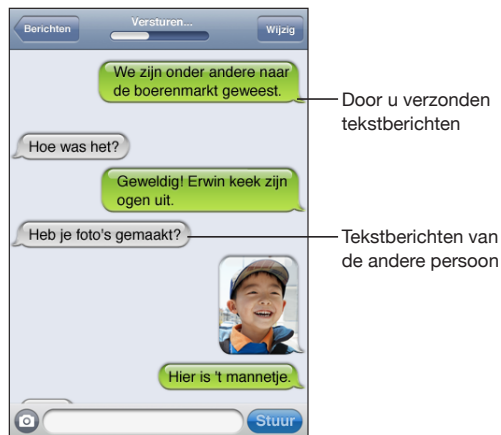 Berichten
Versturen...
Wijzig
We zijn onder andere naar
de boerenmarkt geweest.
Door u verzonden
tekstberichten
Hoe was het?
Geweldig! Erwin keek zijn
ogen uit.
Heb je foto's gemaakt?
Tekstberichten van
de andere persoon
Hier is 't mannetje.
Stuur